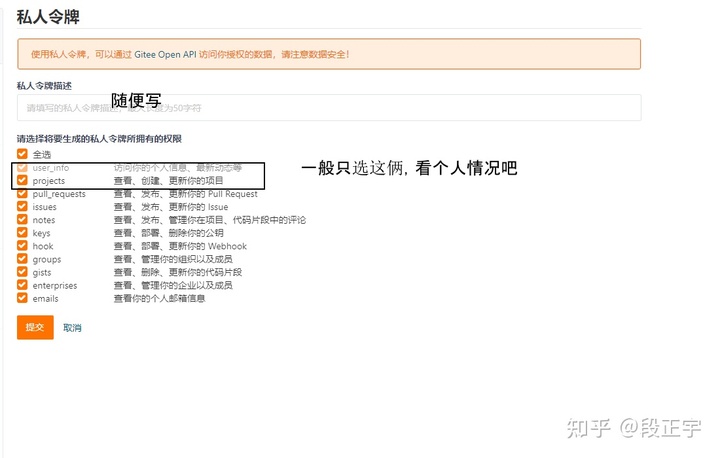 私人令牌
使用私人令牌，可以通过 Gitee Open API 访问你授权的数据，请注意数据安全！
私人令牌描述
随便写
请填写的私人令牌描述，最大长度为50字符
请选择将要生成的私人令牌所拥有的权限
全选
user_info 访问你的个人信息、最新动态等
一般只选这俩, 看个人情况吧
projects 查看、创建、更新你的项目
pull_requests 查看、发布、更新你的 Pull Request
issues 查看、发布、更新你的 Issue
notes 查看、发布、管理你在项目、代码片段中的评论
keys 查看、部署、删除你的公钥
hook 查看、部署、更新你的 Webhook
groups 查看、管理你的组织以及成员
gists 查看、删除、更新你的代码片段
enterprises 查看、管理你的企业以及成员
emails 查看你的个人邮箱信息
提交 取消
知乎 @段正宇